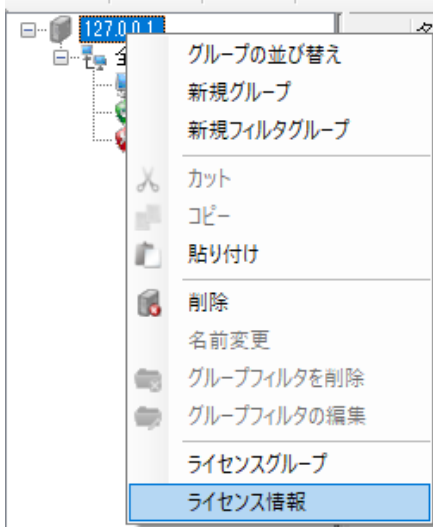 127.0.0.1
グループの並び替え
新規グループ
新規フィルタグループ
カット
コピー
貼り付け
削除
名前変更
グループフィルタを削除
グループフィルタの編集
ライセンスグループ
ライセンス情報